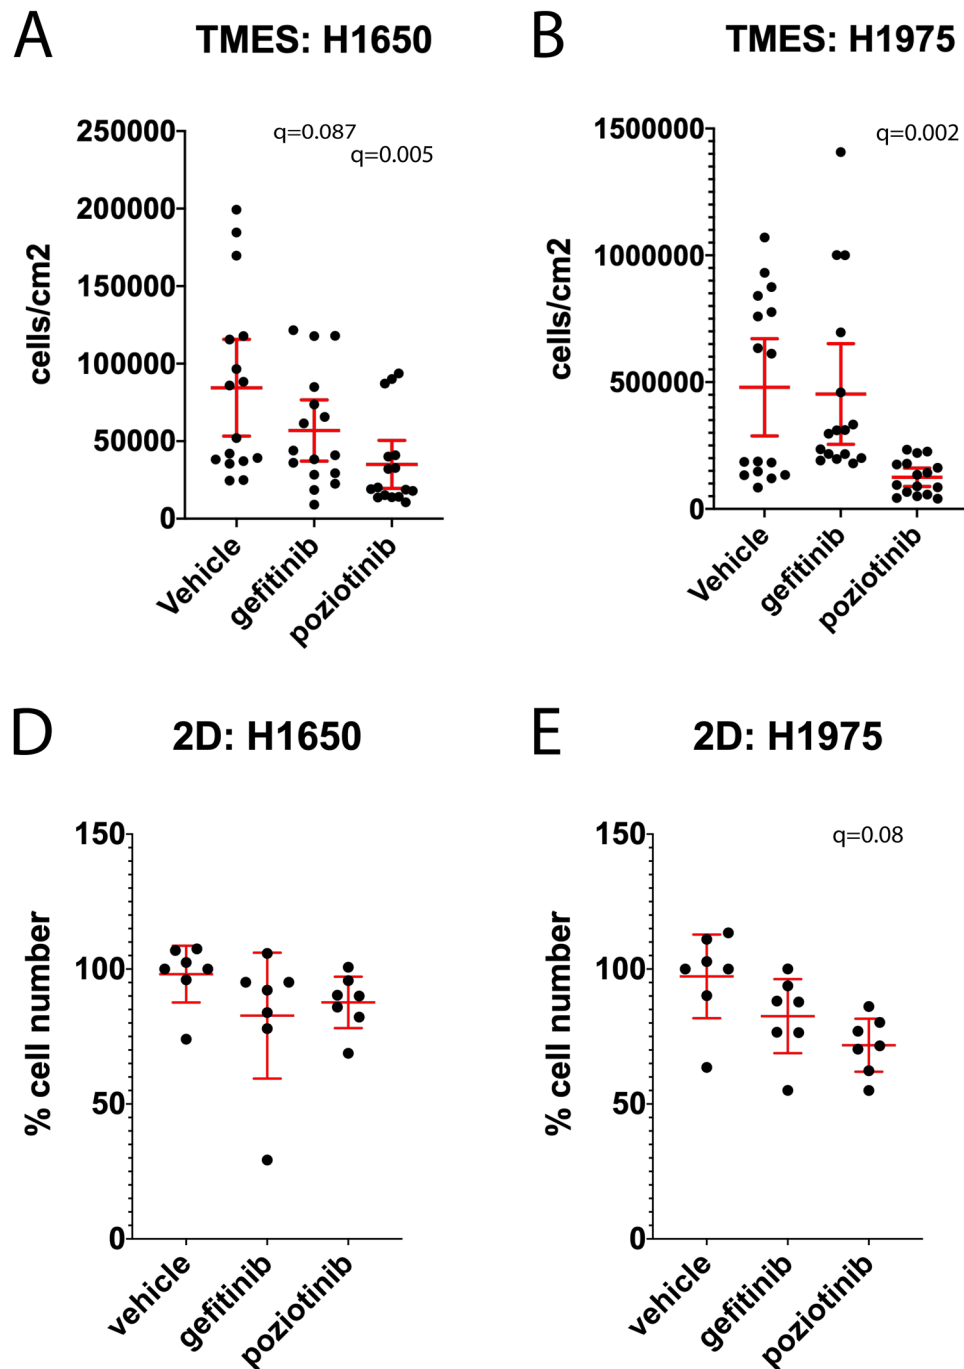 A
TMES: H1650
250000
200000
150000
100000
50000
0
cells/cm2
q=0.087
q=0.005
Vehicle
gefitinib
poziotinib
B
TMES: H1975
1500000
1000000
500000
0
cells/cm2
q=0.002
Vehicle
gefitinib
poziotinib
D
2D: H1650
150
100
50
0
% cell number
vehicle
gefitinib
poziotinib
E
2D: H1975
150
100
50
0
% cell number
q=0.08
vehicle
gefitinib
poziotinib